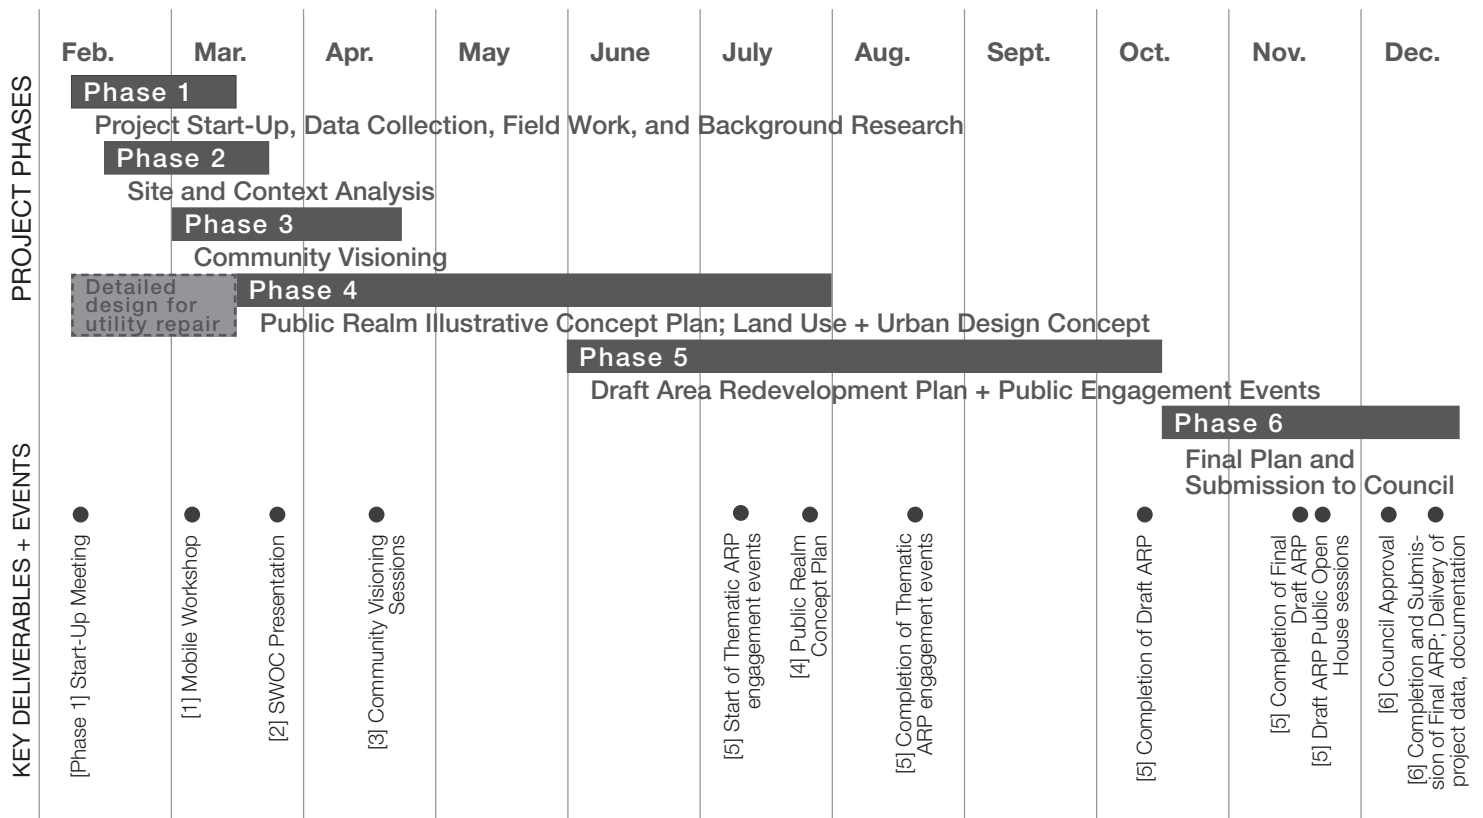 Feb. Mar. Apr. May June July Aug. Sept. Oct. Nov. Dec.
PROJECT PHASES
Phase 1
Project Start-Up, Data Collection, Field Work, and Background Research
Phase 2
Site and Context Analysis
Phase 3
Community Visioning
Detailed
design for
utility repair
Phase 4
Public Realm Illustrative Concept Plan; Land Use + Urban Design Concept
Phase 5
Draft Area Redevelopment Plan + Public Engagement Events
Phase 6
Final Plan and
Submission to Council
KEY DELIVERABLES + EVENTS
[Phase 1] Start-Up Meeting
[1] Mobile Workshop
[2] SWOC Presentation
[3] Community Visioning
Sessions
[5] Start of Thematic ARP
engagement events
[4] Public Realm
Concept Plan
[5] Completion of Thematic
ARP engagement events
[5] Completion of Draft ARP
[5] Completion of Final
Draft ARP
[5] Draft ARP Public Open
House sessions
[6] Council Approval
[6] Completion and Submis-
sion of Final ARP; Delivery of
project data, documentation